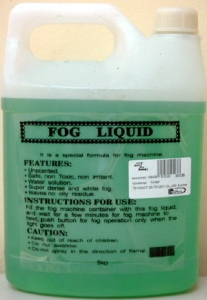 FOG LIQUID
It is a special formula for fog machine.
FEATURES:
• Unscented.
• Safe, non Toxic, non irritant.
• Water solution.
• Super dense and white fog.
• leaves no oily residue.
INSTRUCTIONS FOR USE:
Fill the fog machine container with this fog liquid,
and wait for a few minutes for fog machine to
heat, push button for fog operation only when the
light goes off.
CAUTION:
• Keep out of reach of children.
• Do not swallow.
• Do not spray in the direction of flame.